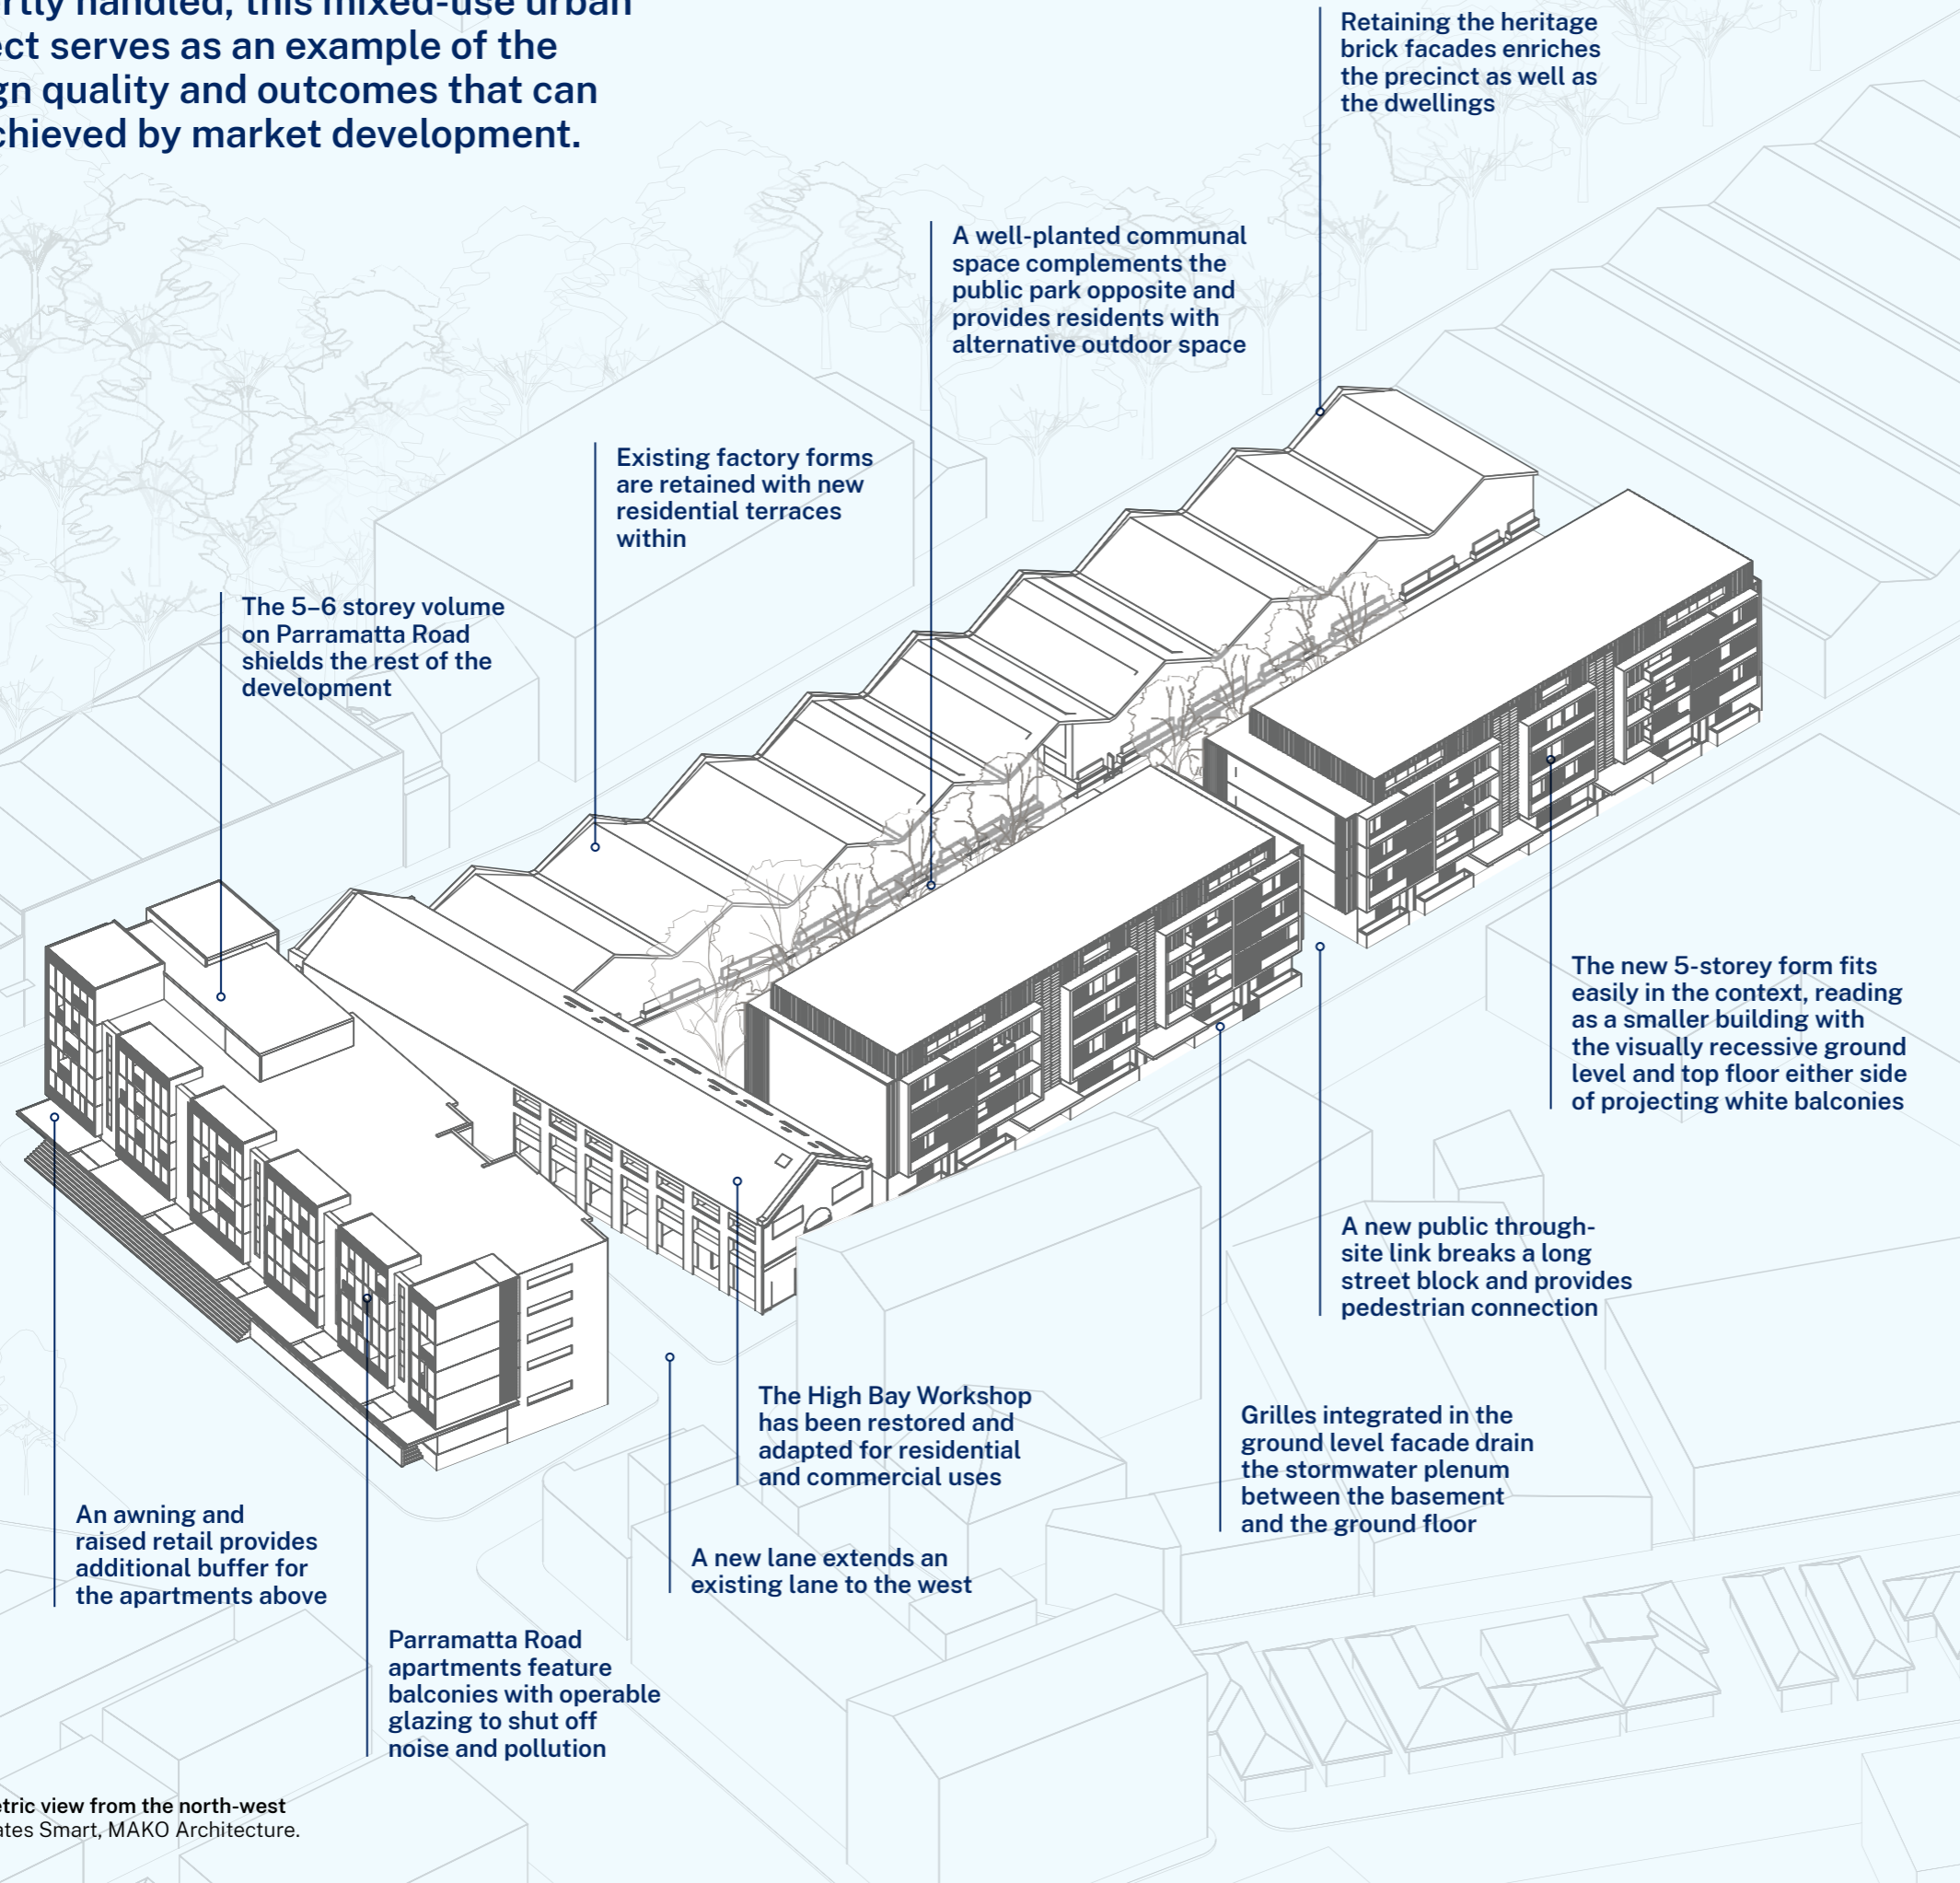 this mixed-use urban
serves as an example of the
quality and outcomes that can
by market development.
Retaining the heritage
brick facades enriches
the precinct as well as
the dwellings
A well-planted communal
space complements the
public park opposite and
provides residents with
alternative outdoor space
Existing factory forms
are retained with new
residential terraces
within
The 5–6 storey volume
on Parramatta Road
shields the rest of the
development
The new 5-storey form fits
easily in the context, reading
as a smaller building with
the visually recessive ground
level and top floor either side
of projecting white balconies
A new public through-
site link breaks a long
street block and provides
pedestrian connection
The High Bay Workshop
has been restored and
adapted for residential
and commercial uses
Grilles integrated in the
ground level facade drain
the stormwater plenum
between the basement
and the ground floor
An awning and
raised retail provides
additional buffer for
the apartments above
A new lane extends an
existing lane to the west
Parramatta Road
apartments feature
balconies with operable
glazing to shut off
noise and pollution
view from the north-west
Smart, MAKO Architecture.